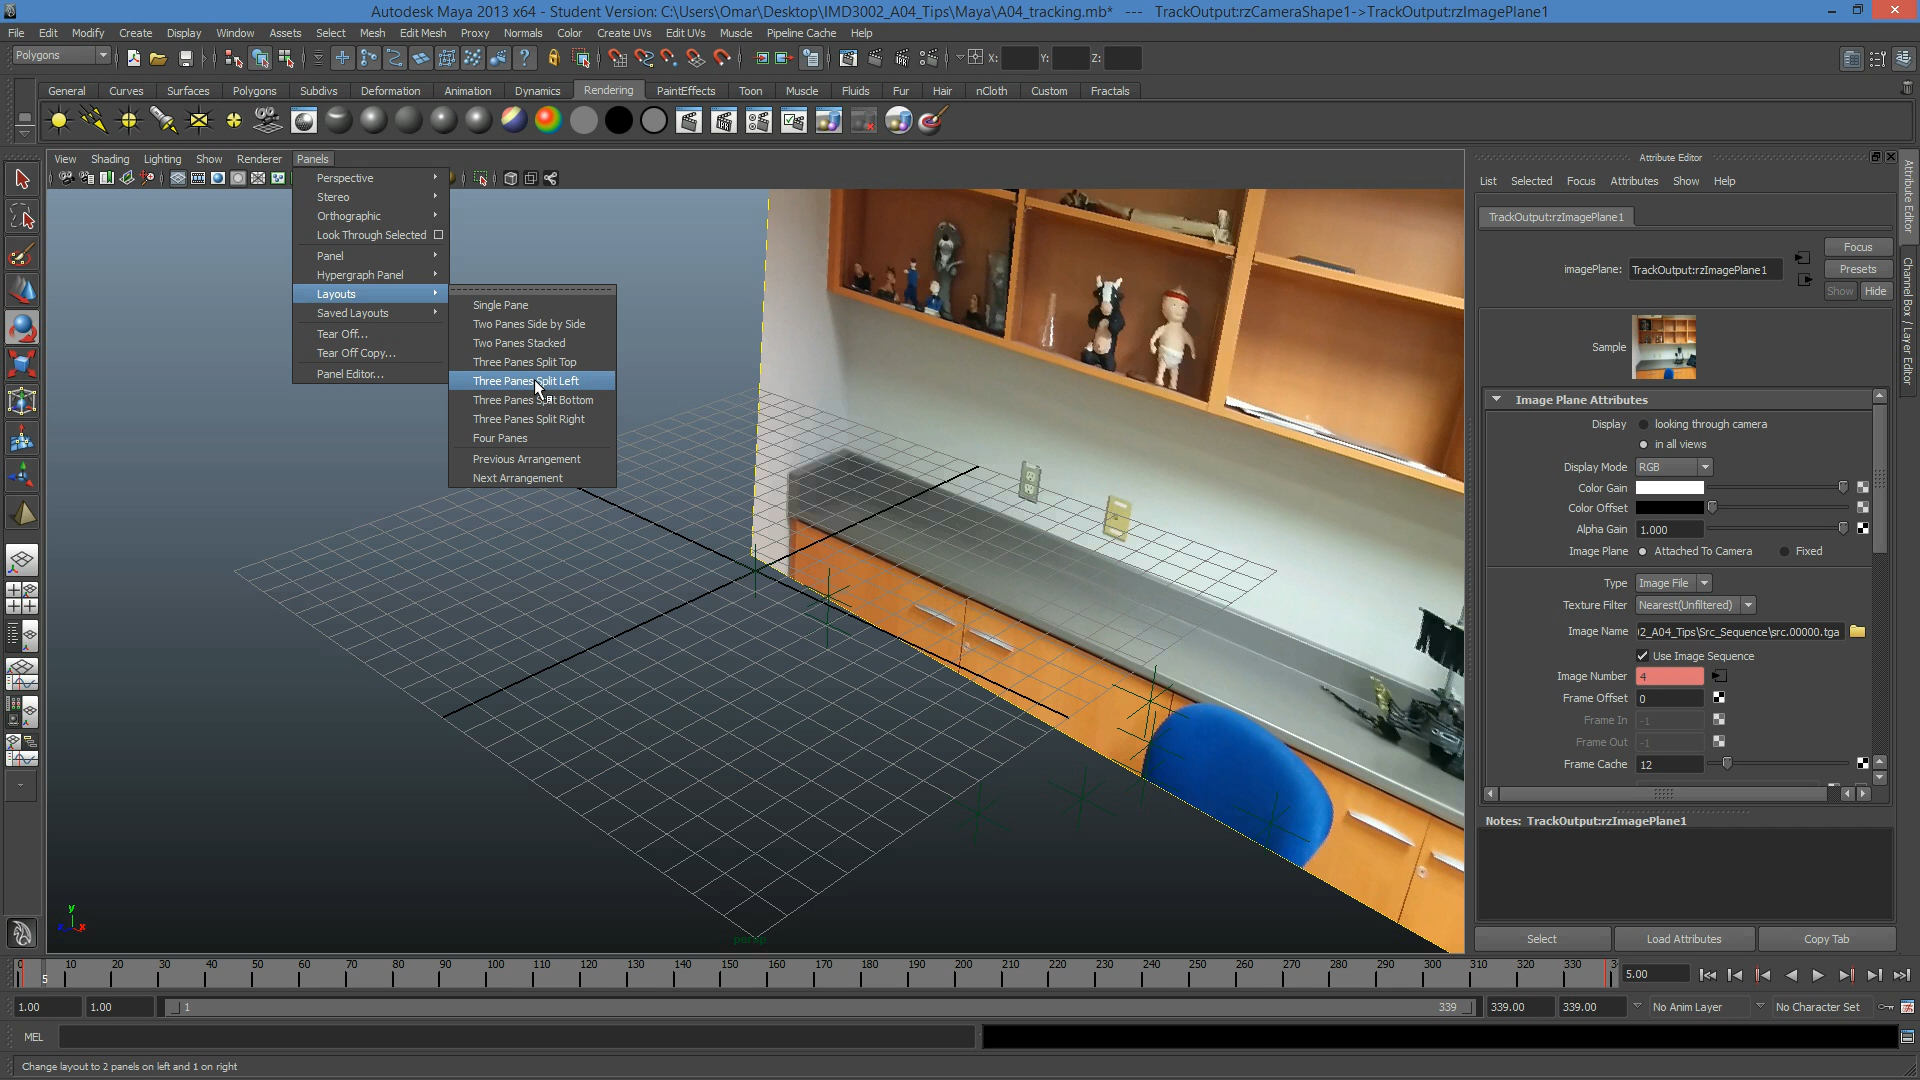 Autodesk Maya 2013 x64 - Student Version: C:\Users\Omar\Desktop\IMD3002_A04_Tips\Maya\A04_tracking.mb* --- TrackOutput:rzCameraShape1->TrackOutput:rzImagePlane1
File Edit Modify Create Display Window Assets Select Mesh Edit Mesh Proxy Normals Color Create UVs Edit UVs Muscle Pipeline Cache Help
Polygons X: Y: Z:
General Curves Surfaces Polygons Subdivs Deformation Animation Dynamics Rendering PaintEffects Toon Muscle Fluids Fur Hair nCloth Custom Fractals
View Shading Lighting Show Renderer Panels
Perspective
Stereo
Orthographic
Look Through Selected
Panel
Hypergraph Panel
Layouts
Saved Layouts
Tear Off...
Tear Off Copy...
Panel Editor...
Single Pane
Two Panes Side by Side
Two Panes Stacked
Three Panes Split Top
Three Panes Split Left
Three Panes Split Bottom
Three Panes Split Right
Four Panes
Previous Arrangement
Next Arrangement
y
x
persp
Attribute Editor
List Selected Focus Attributes Show Help
TrackOutput:rzImagePlane1
imagePlane: TrackOutput:rzImagePlane1
Focus
Presets
Show Hide
Sample
Image Plane Attributes
Display looking through camera
in all views
Display Mode RGB
Color Gain
Color Offset
Alpha Gain 1.000
Image Plane Attached To Camera Fixed
Type Image File
Texture Filter Nearest(Unfiltered)
Image Name 02_A04_Tips\Src_Sequence\src.00000.tga
Use Image Sequence
Image Number 4
Frame Offset 0
Frame In -1
Frame Out -1
Frame Cache 12
Notes: TrackOutput:rzImagePlane1
Select Load Attributes Copy Tab
Attribute Editor
Channel Box / Layer Editor
0 10 20 30 40 50 60 70 80 90 100 110 120 130 140 150 160 170 180 190 200 210 220 230 240 250 260 270 280 290 300 310 320 330 3
5
5.00
1.00 1.00 1 339 339.00 339.00 No Anim Layer No Character Set
MEL
Change layout to 2 panels on left and 1 on right